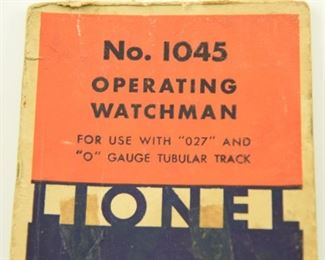 No. 1045
OPERATING
WATCHMAN
FOR USE WITH "027" AND
"O" GAUGE TUBULAR TRACK
LIONEL